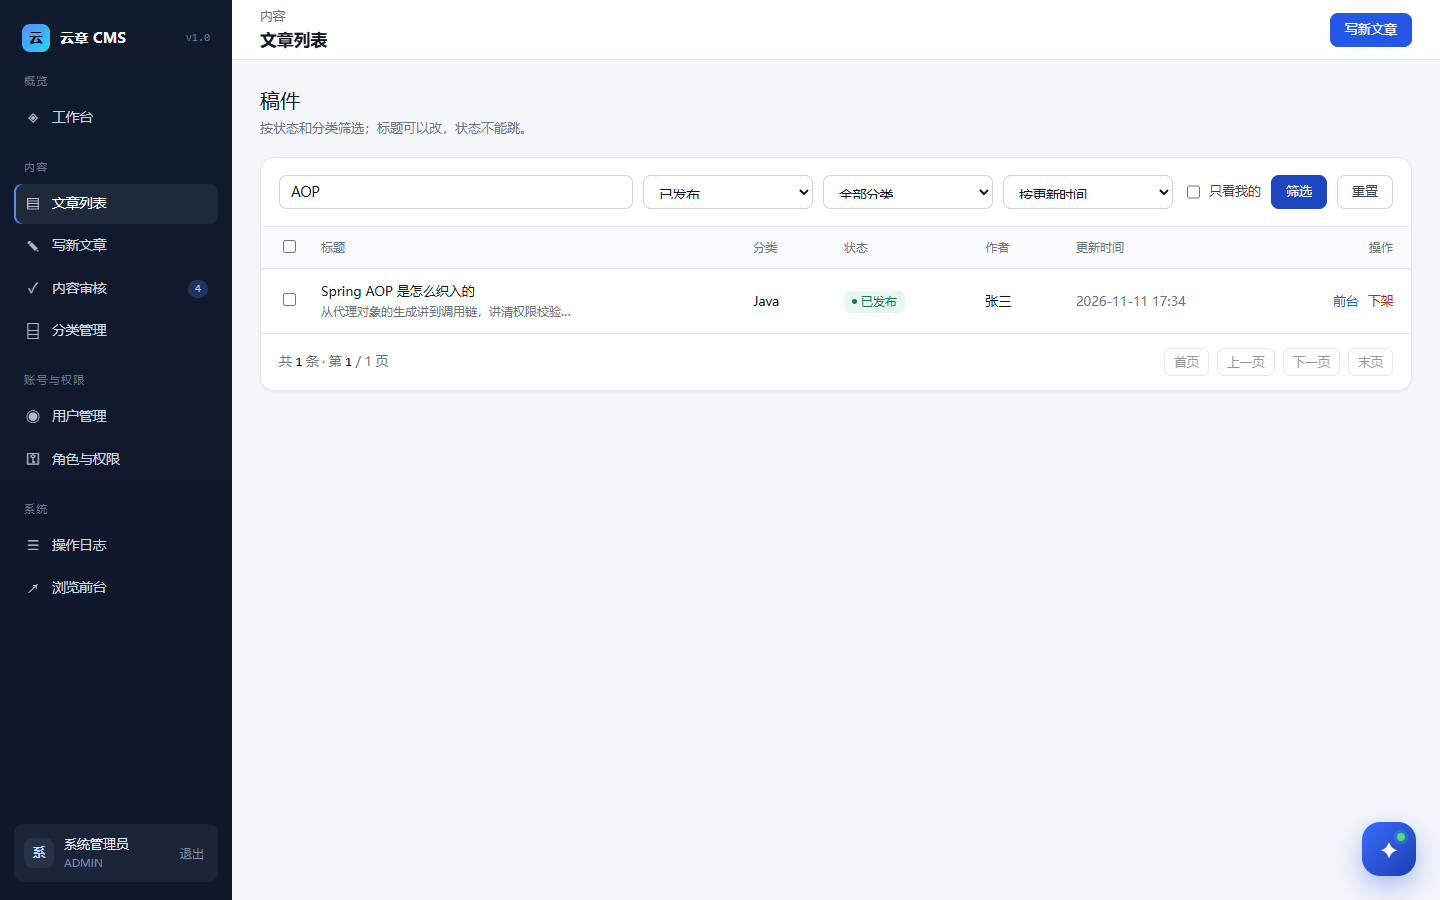 云 云章 CMS v1.0
概览
工作台
内容
文章列表
写新文章
内容审核 4
分类管理
账号与权限
用户管理
角色与权限
系统
操作日志
浏览前台
系 系统管理员 退出
ADMIN
内容
文章列表
写新文章
稿件
按状态和分类筛选；标题可以改，状态不能跳。
AOP 已发布 全部分类 按更新时间 只看我的 筛选 重置
标题 分类 状态 作者 更新时间 操作
Spring AOP 是怎么织入的
从代理对象的生成讲到调用链，讲清权限校验...
Java 已发布 张三 2026-11-11 17:34 前台 下架
共 1 条 · 第 1 / 1 页 首页 上一页 下一页 末页